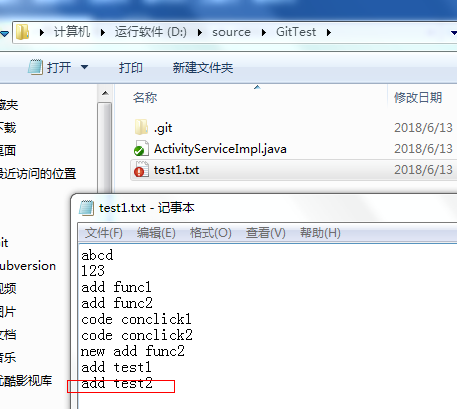 计算机 ▸ 运行软件 (D:) ▸ source ▸ GitTest ▸
打开 打印 新建文件夹
名称 修改日期
藏夹
下载
桌面
最近访问的位置
.git 2018/6/13
ActivityServiceImpl.java 2018/6/13
test1.txt 2018/6/13
it
ubversion
视频
图片
文档
音乐
优酷影视库
test1.txt - 记事本
文件(F) 编辑(E) 格式(O) 查看(V) 帮助(H)
abcd
123
add func1
add func2
code conclick1
code conclick2
new add func2
add test1
add test2